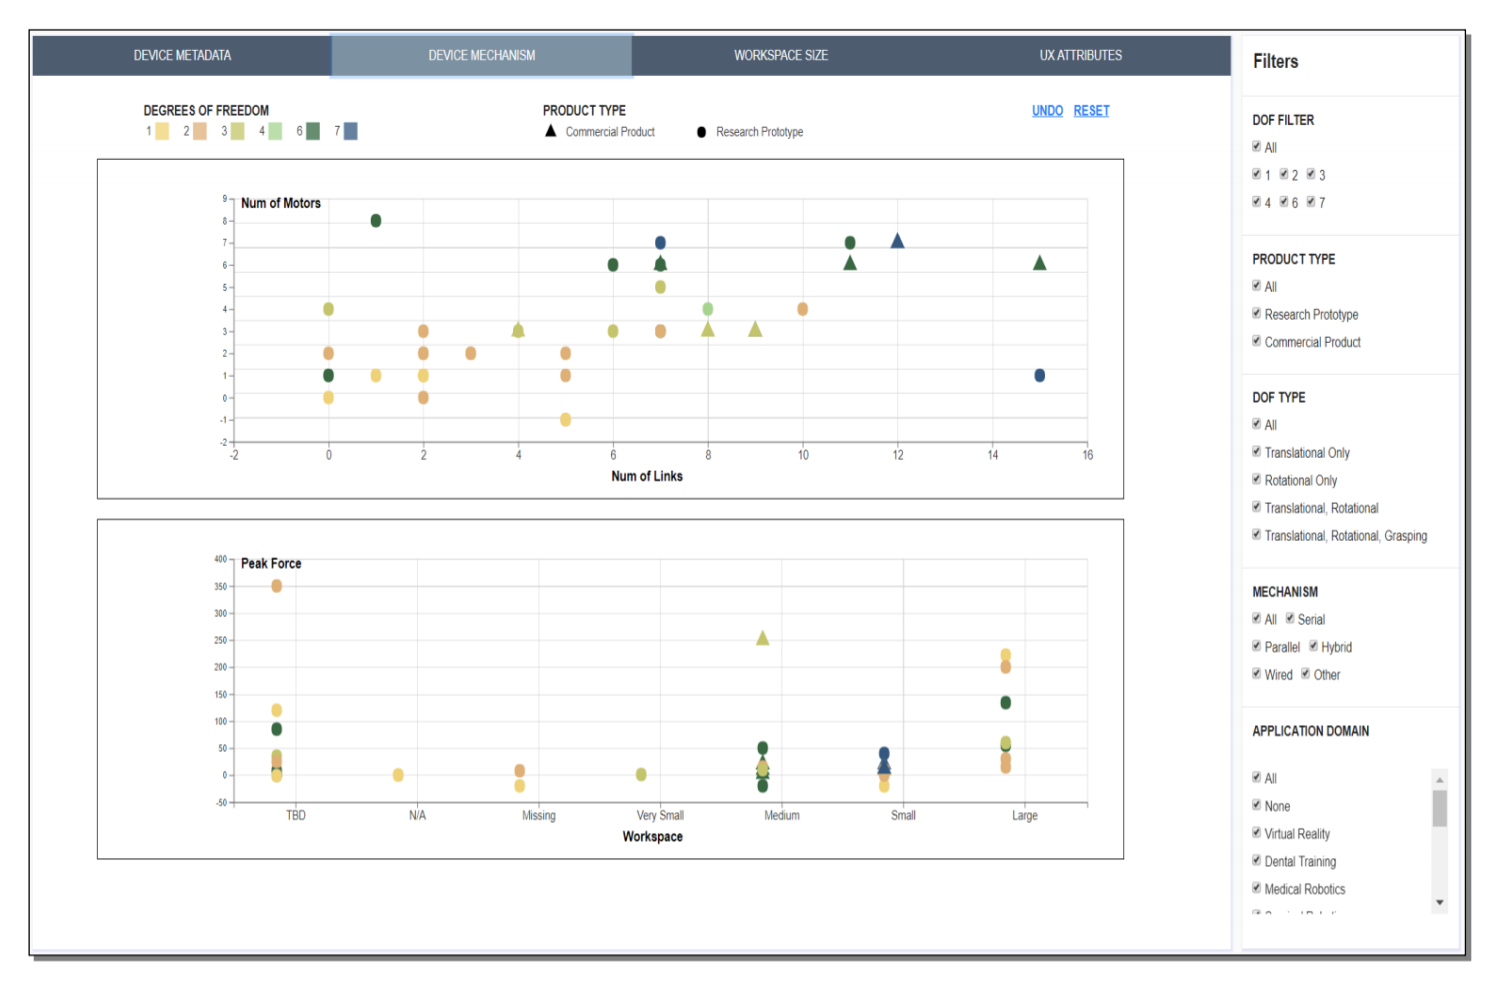 DEVICE METADATA DEVICE MECHANISM WORKSPACE SIZE UX ATTRIBUTES
DEGREES OF FREEDOM
1 2 3 4 6 7
PRODUCT TYPE
Commercial Product Research Prototype
UNDO RESET
Num of Motors
9
8
7
6
5
4
3
2
1
0
-1
-2
-2 0 2 4 6 8 10 12 14 16
Num of Links
Peak Force
400
350
300
250
200
150
100
50
0
-50
TBD N/A Missing Very Small Medium Small Large
Workspace
Filters
DOF FILTER
All
1 2 3
4 6 7
PRODUCT TYPE
All
Research Prototype
Commercial Product
DOF TYPE
All
Translational Only
Rotational Only
Translational, Rotational
Translational, Rotational, Grasping
MECHANISM
All Serial
Parallel Hybrid
Wired Other
APPLICATION DOMAIN
All
None
Virtual Reality
Dental Training
Medical Robotics